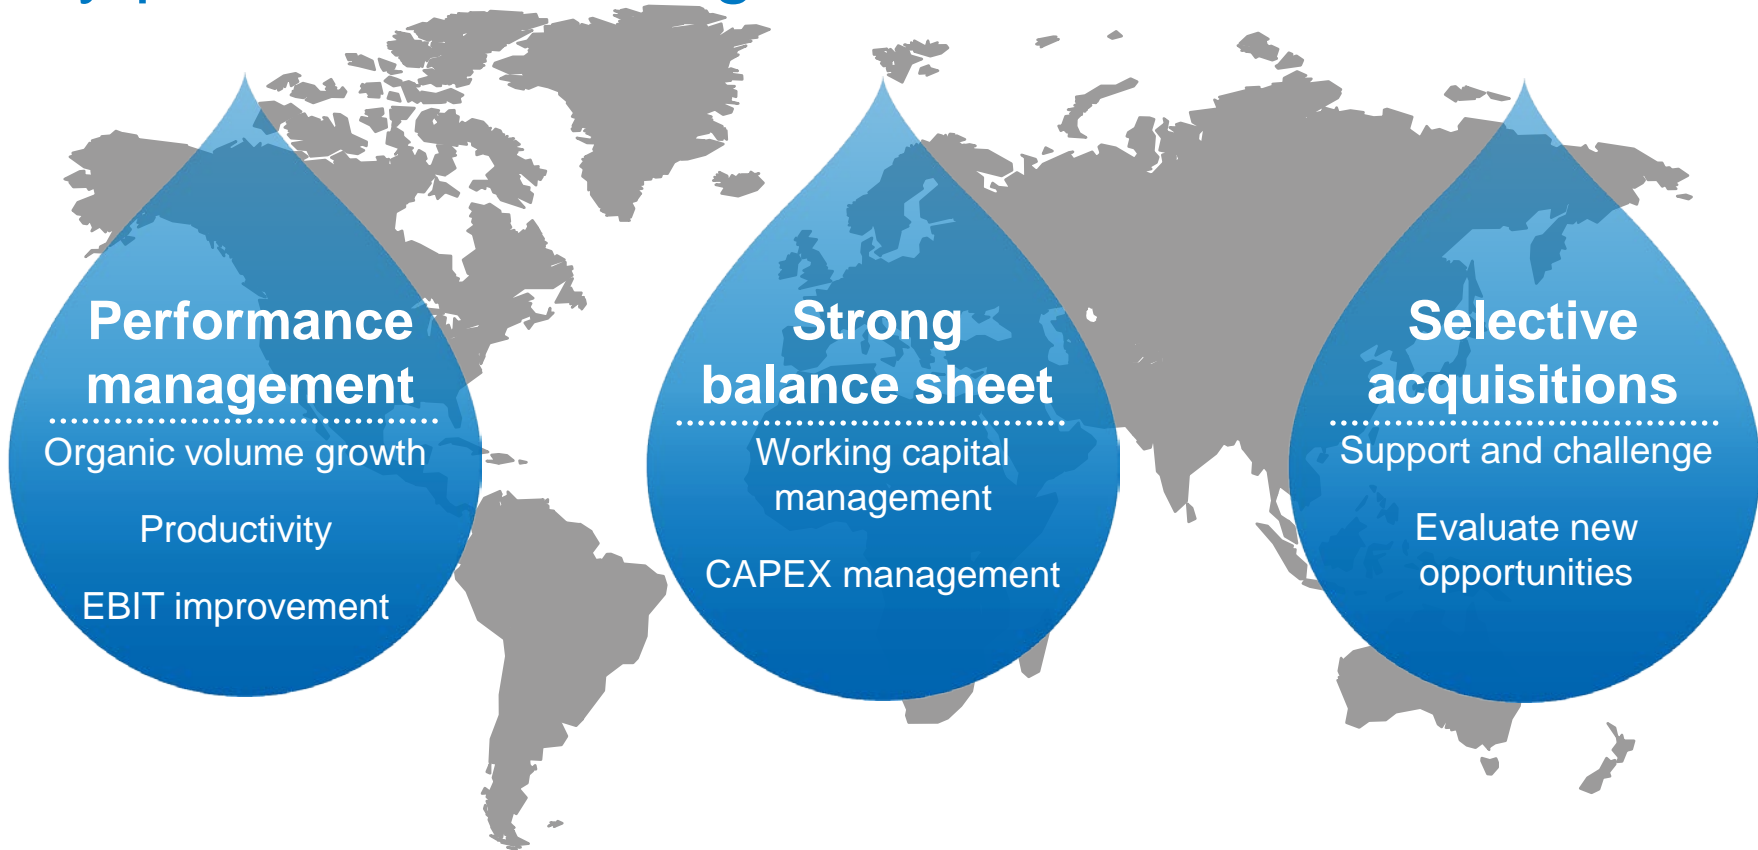 Performance
management
Organic volume growth
Productivity
EBIT improvement
Strong
balance sheet
Working capital
management
CAPEX management
Selective
acquisitions
Support and challenge
Evaluate new
opportunities